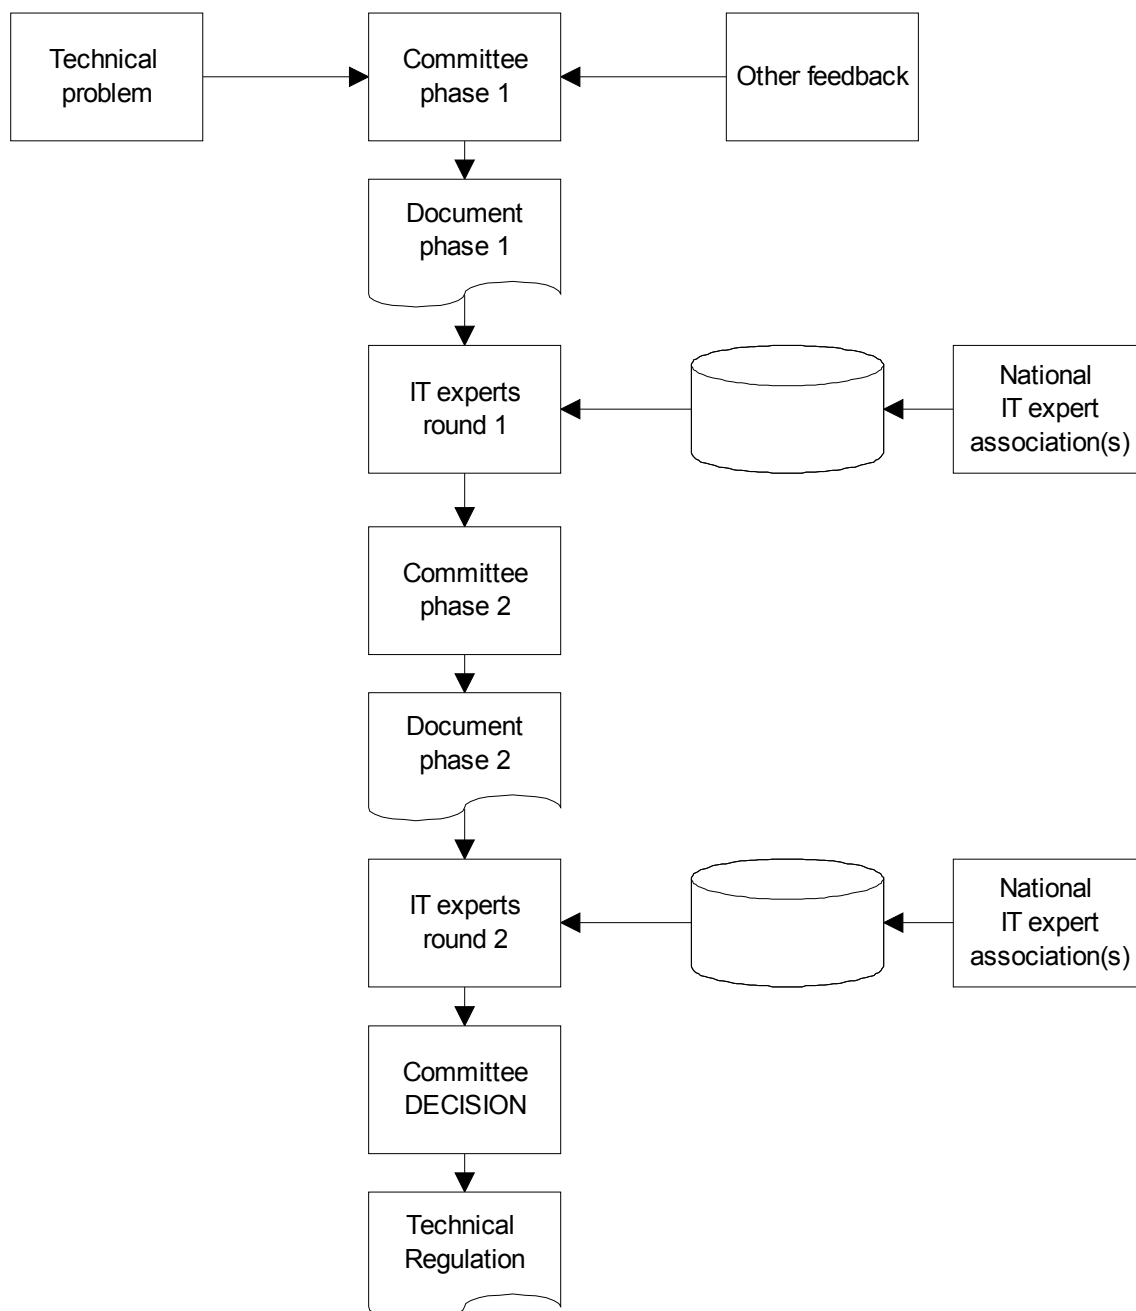 Technical
problem
Committee
phase 1
Other feedback
Document
phase 1
IT experts
round 1
National
IT expert
association(s)
Committee
phase 2
Document
phase 2
IT experts
round 2
National
IT expert
association(s)
Committee
DECISION
Technical
Regulation